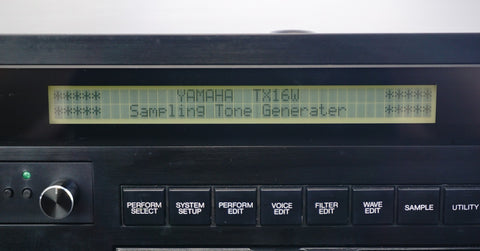 ***** YAMAHA TX16W *****
***** Sampling Tone Generater *****
PERFORM SELECT
SYSTEM SETUP
PERFORM EDIT
VOICE EDIT
FILTER EDIT
WAVE EDIT
SAMPLE
UTILITY